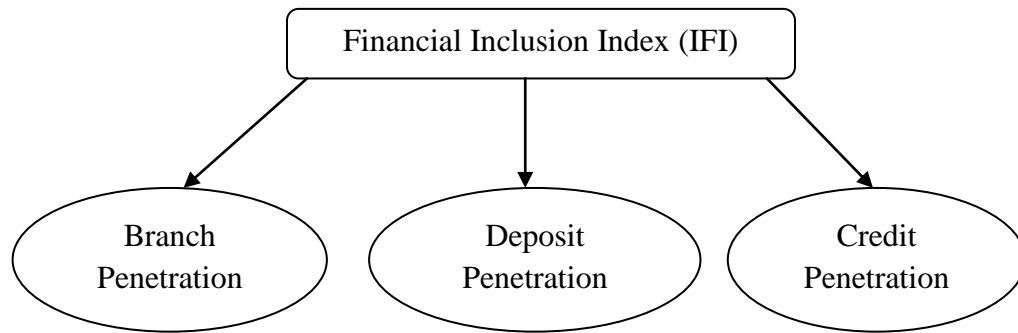 Financial Inclusion Index (IFI)
Branch
Penetration
Deposit
Penetration
Credit
Penetration